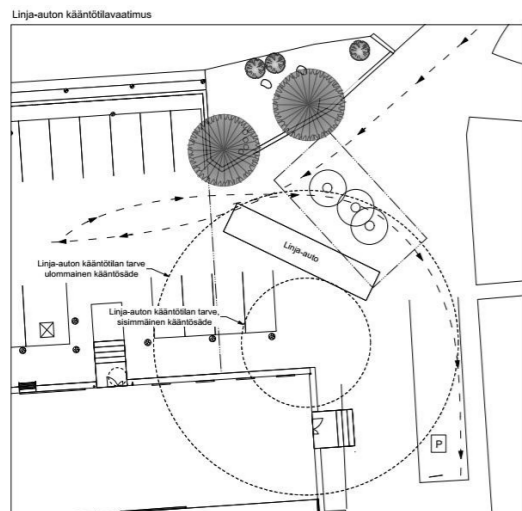 Linja-auton kääntötilavaatimus
Linja-auto
Linja-auton kääntötilan tarve
ulommainen kääntösäde
Linja-auton kääntötilan tarve,
sisimmäinen kääntösäde
P